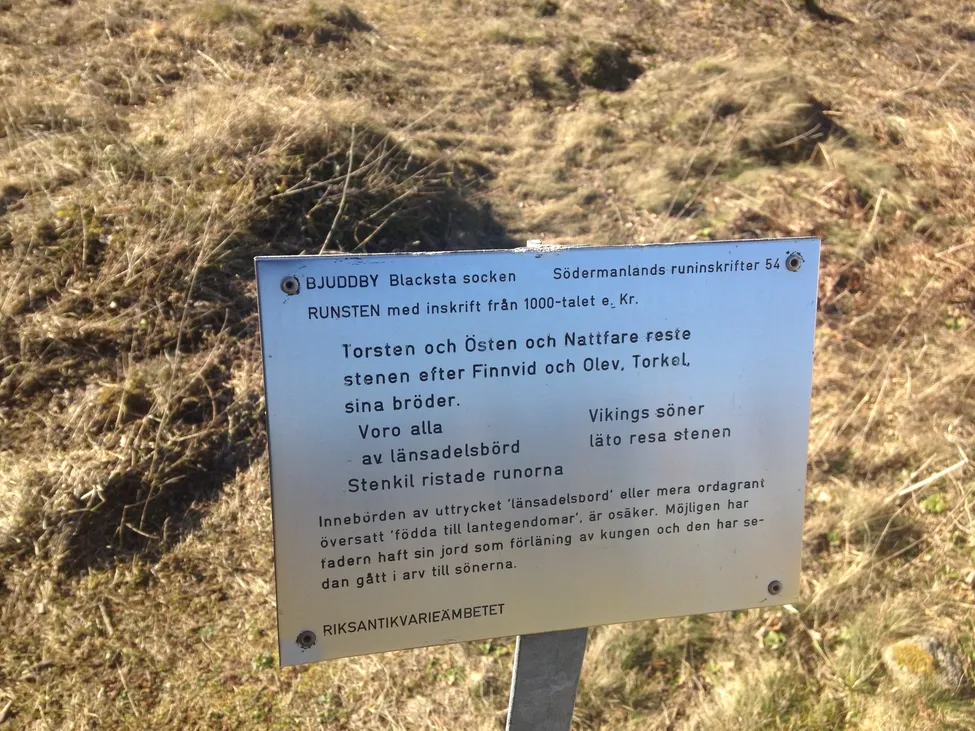 BJUDDBY Blacksta socken Södermanlands runinskrifter 54
RUNSTEN med inskrift från 1000-talet e. Kr.
Torsten och Östen och Nattfare reste
stenen efter Finnvid och Olev, Torkel,
sina bröder.
Voro alla Vikings söner
av länsadelsbörd läto resa stenen
Stenkil ristade runorna
Innebörden av uttrycket 'länsadelsbörd' eller mera ordagrant
översatt 'födda till lantegendomar', är osäker. Möjligen har
fadern haft sin jord som förläning av kungen och den har se-
dan gått i arv till sönerna.
RIKSANTIKVARIEÄMBETET